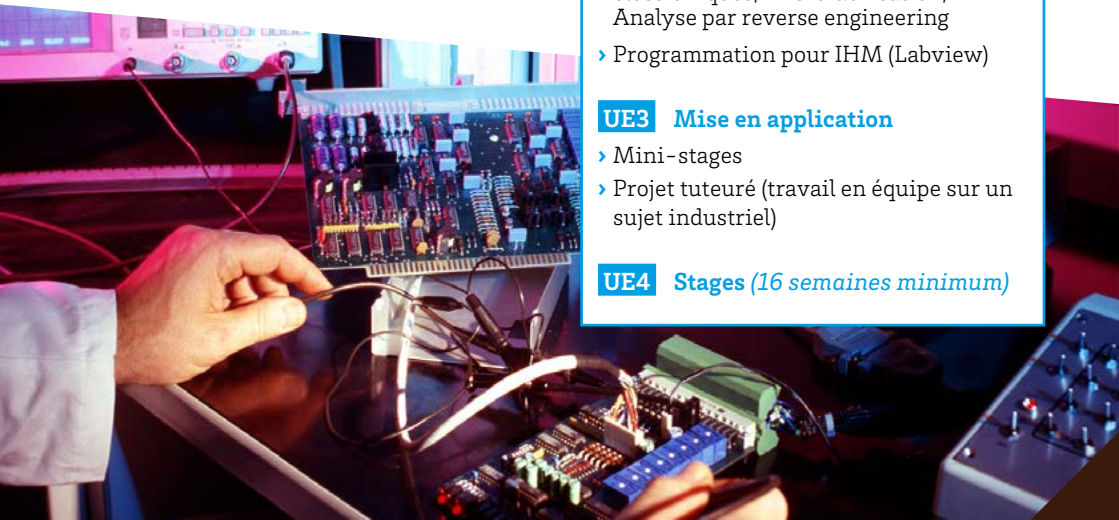 Analyse par reverse engineering
› Programmation pour IHM (Labview)
UE3 Mise en application
› Mini-stages
› Projet tuteuré (travail en équipe sur un
sujet industriel)
UE4 Stages (16 semaines minimum)